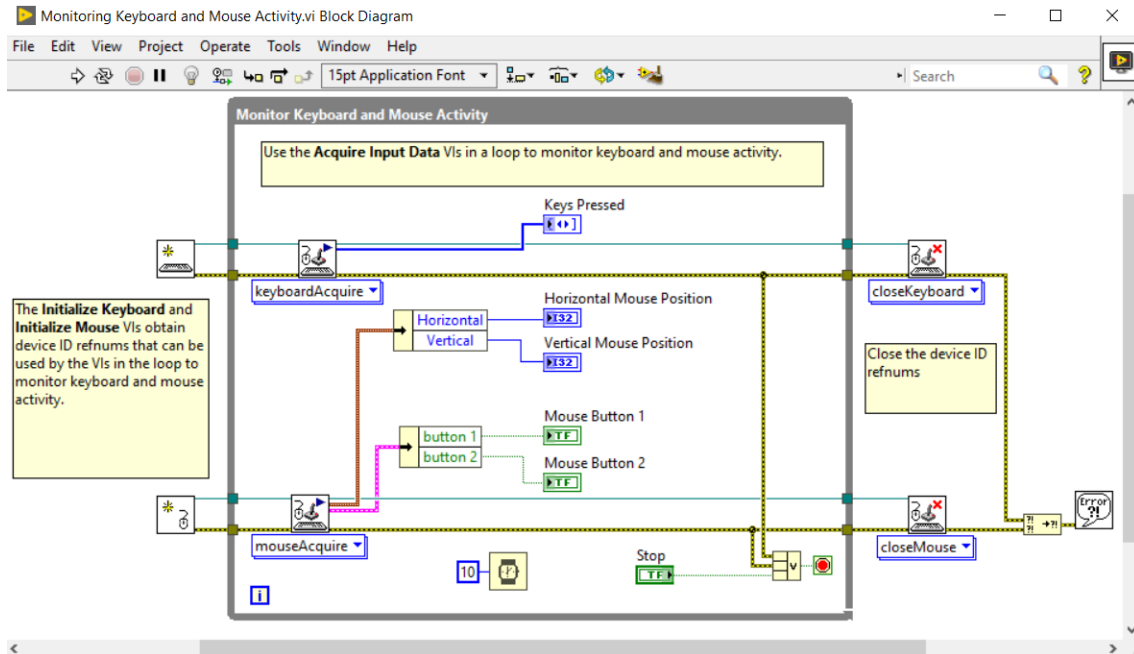 Monitoring Keyboard and Mouse Activity.vi Block Diagram
File Edit View Project Operate Tools Window Help
15pt Application Font
Search
Monitor Keyboard and Mouse Activity
Use the Acquire Input Data VIs in a loop to monitor keyboard and mouse activity.
Keys Pressed
keyboardAcquire
closeKeyboard
The Initialize Keyboard and
Initialize Mouse VIs obtain
device ID refnums that can be
used by the VIs in the loop to
monitor keyboard and mouse
activity.
Horizontal
Vertical
Horizontal Mouse Position
I32
Vertical Mouse Position
I32
Close the device ID
refnums
button 1
button 2
Mouse Button 1
TF
Mouse Button 2
TF
mouseAcquire
closeMouse
Error
?!
?!
?!
?!
10
Stop
TF
v
i